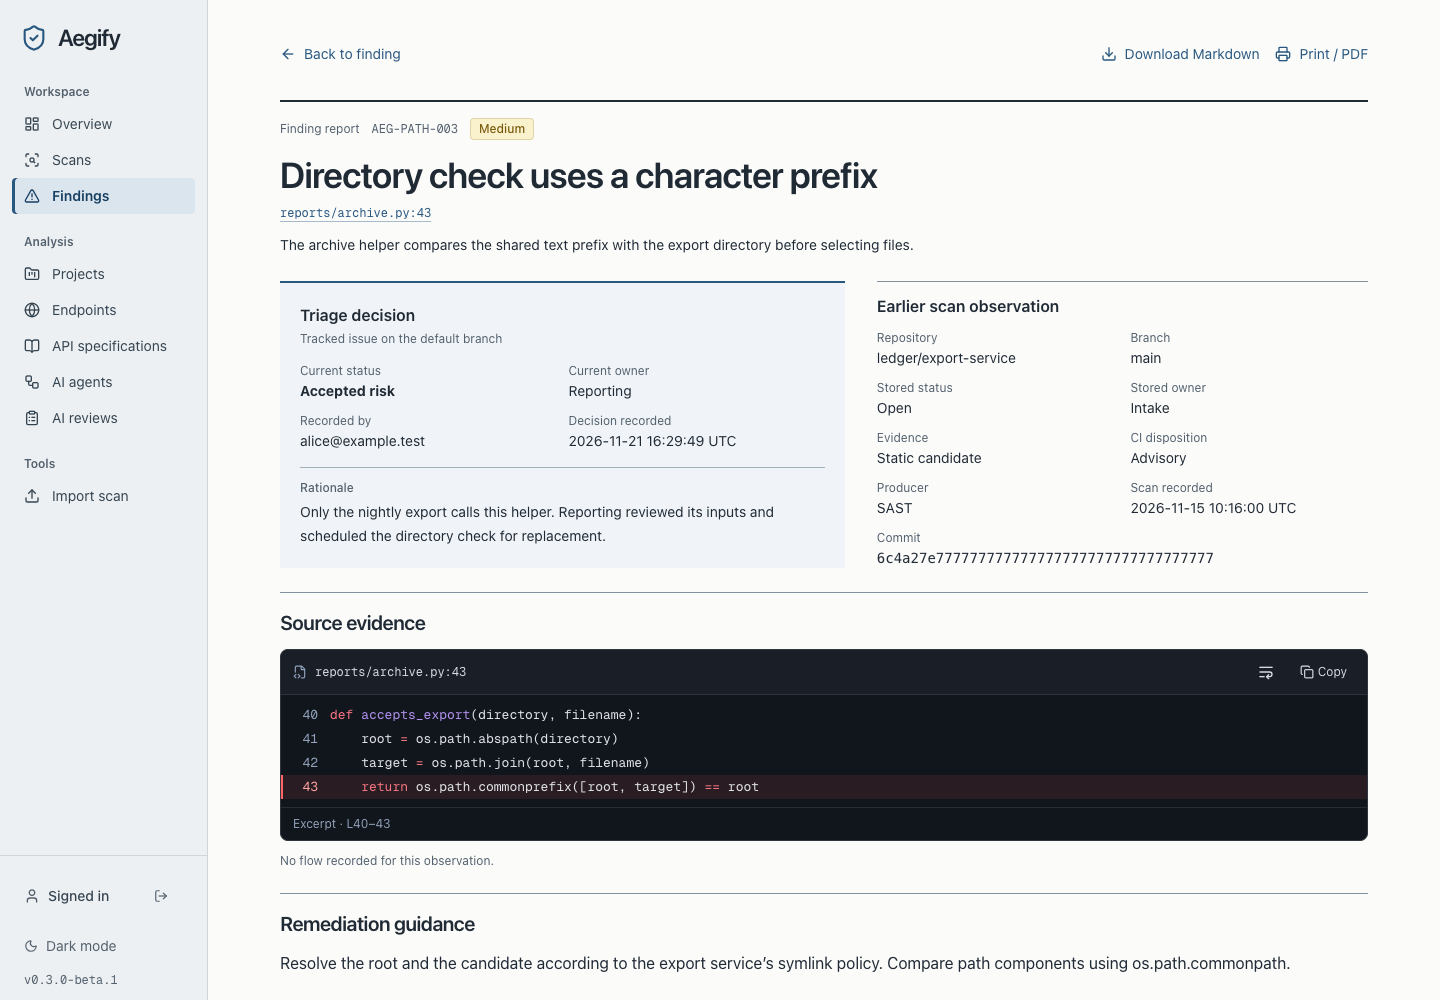 Aegify
Workspace
Overview
Scans
Findings
Analysis
Projects
Endpoints
API specifications
AI agents
AI reviews
Tools
Import scan
Signed in
Dark mode
v0.3.0-beta.1
Back to finding
Download Markdown
Print / PDF
Finding report AEG-PATH-003 Medium
Directory check uses a character prefix
reports/archive.py:43
The archive helper compares the shared text prefix with the export directory before selecting files.
Triage decision
Tracked issue on the default branch
Current status
Accepted risk
Current owner
Reporting
Recorded by
alice@example.test
Decision recorded
2026-11-21 16:29:49 UTC
Rationale
Only the nightly export calls this helper. Reporting reviewed its inputs and
scheduled the directory check for replacement.
Earlier scan observation
Repository
ledger/export-service
Branch
main
Stored status
Open
Stored owner
Intake
Evidence
Static candidate
CI disposition
Advisory
Producer
SAST
Scan recorded
2026-11-15 10:16:00 UTC
Commit
Source evidence
reports/archive.py:43
Copy
40 def accepts_export(directory, filename):
41     root = os.path.abspath(directory)
42     target = os.path.join(root, filename)
43     return os.path.commonprefix([root, target]) == root
Excerpt · L40–43
No flow recorded for this observation.
Remediation guidance
Resolve the root and the candidate according to the export service’s symlink policy. Compare path components using os.path.commonpath.